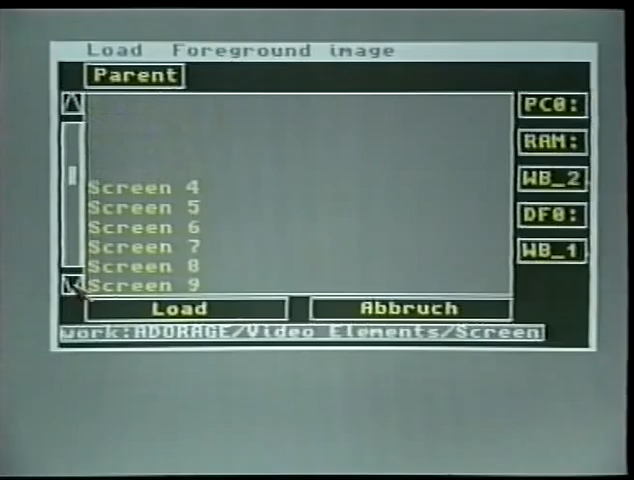 Load Foreground image
Parent
PC0:
RAM:
WB_2
DF0:
WB_1
Screen 4
Screen 5
Screen 6
Screen 7
Screen 8
Screen 9
Load
Abbruch
work:ADORAGE/Video Elements/Screen